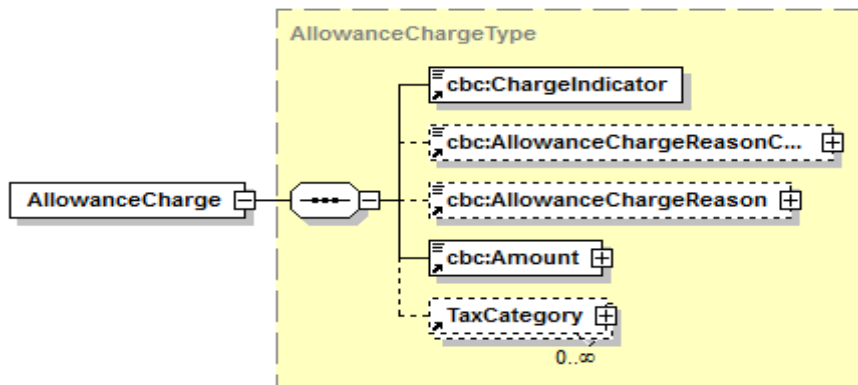 AllowanceChargeType
cbc:ChargeIndicator
cbc:AllowanceChargeReasonC...
AllowanceCharge
cbc:AllowanceChargeReason
cbc:Amount
TaxCategory
0..∞